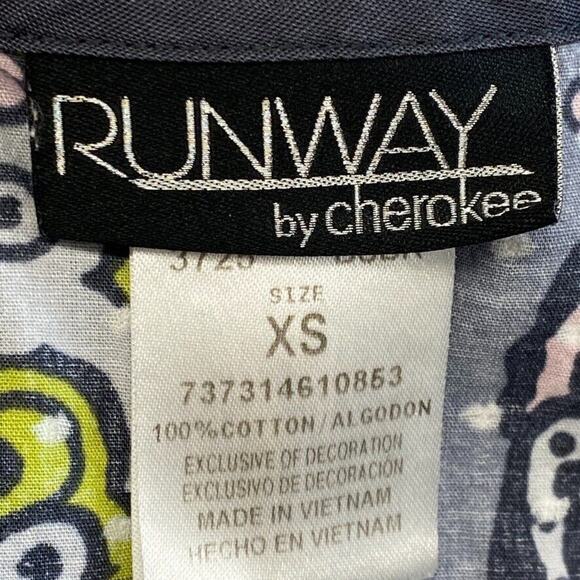 RUNWAY
by cherokee
3725
SIZE
XS
737314610853
100%COTTON/ALGODON
EXCLUSIVE OF DECORATION
EXCLUSIVO DE DECORACION
MADE IN VIETNAM
HECHO EN VIETNAM